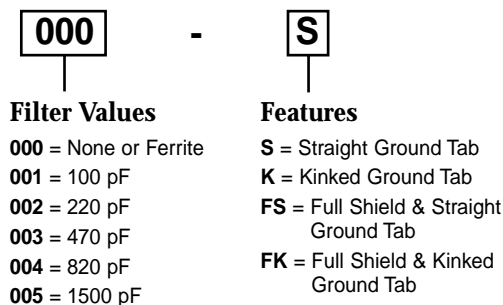 000 - S
Filter Values
000 = None or Ferrite
001 = 100 pF
002 = 220 pF
003 = 470 pF
004 = 820 pF
005 = 1500 pF
Features
S = Straight Ground Tab
K = Kinked Ground Tab
FS = Full Shield & Straight
Ground Tab
FK = Full Shield & Kinked
Ground Tab